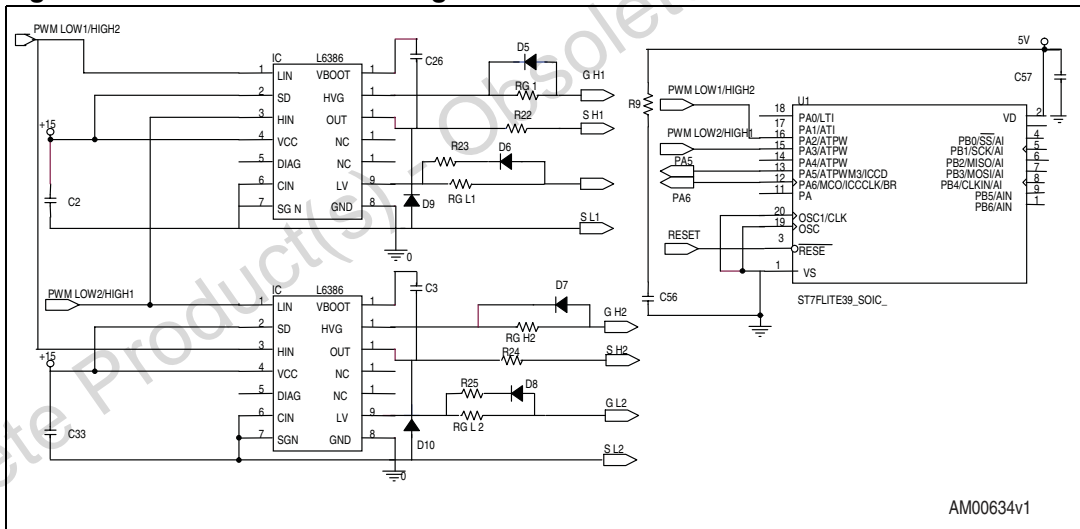 PWM LOW1/HIGH2
IC L6386
1 LIN VBOOT 1
2 SD HVG 1
3 HIN OUT 1
4 VCC NC 1
5 DIAG NC 1
6 CIN LV 9
7 SG N GND 8
+15
C2
C26
D5
RG 1
G H1
R22
S H1
R23 D6
RG L1
D9
S L1
0
PWM LOW2/HIGH1
IC L6386
1 LIN VBOOT 1
2 SD HVG 1
3 HIN OUT 1
4 VCC NC 1
5 DIAG NC 1
6 CIN LV 9
7 SGN GND 8
+15
C33
C3
D7
RG H2
G H2
R24
S H2
R25 D8
RG L 2
G L2
D10
S L2
0
5V
C57
R9
PWM LOW1/HIGH2
PWM LOW2/HIGH1
PA5
PA6
RESET
C56
U1
18 PA0/LTI
17 PA1/ATI
16 PA2/ATPW
15 PA3/ATPW
14 PA4/ATPW
13 PA5/ATPWM3/ICCD
12 PA6/MCO/ICCCLK/BR
11 PA
20 OSC1/CLK
19 OSC
3 RESE
1 VS
VD 2
PB0/SS/AI 4
PB1/SCK/AI 5
PB2/MISO/AI 6
PB3/MOSI/AI 7
PB4/CLKIN/AI 8
PB5/AIN 9
PB6/AIN 1
ST7FLITE39_SOIC_
AM00634v1
ete Product(s) - Obsolet